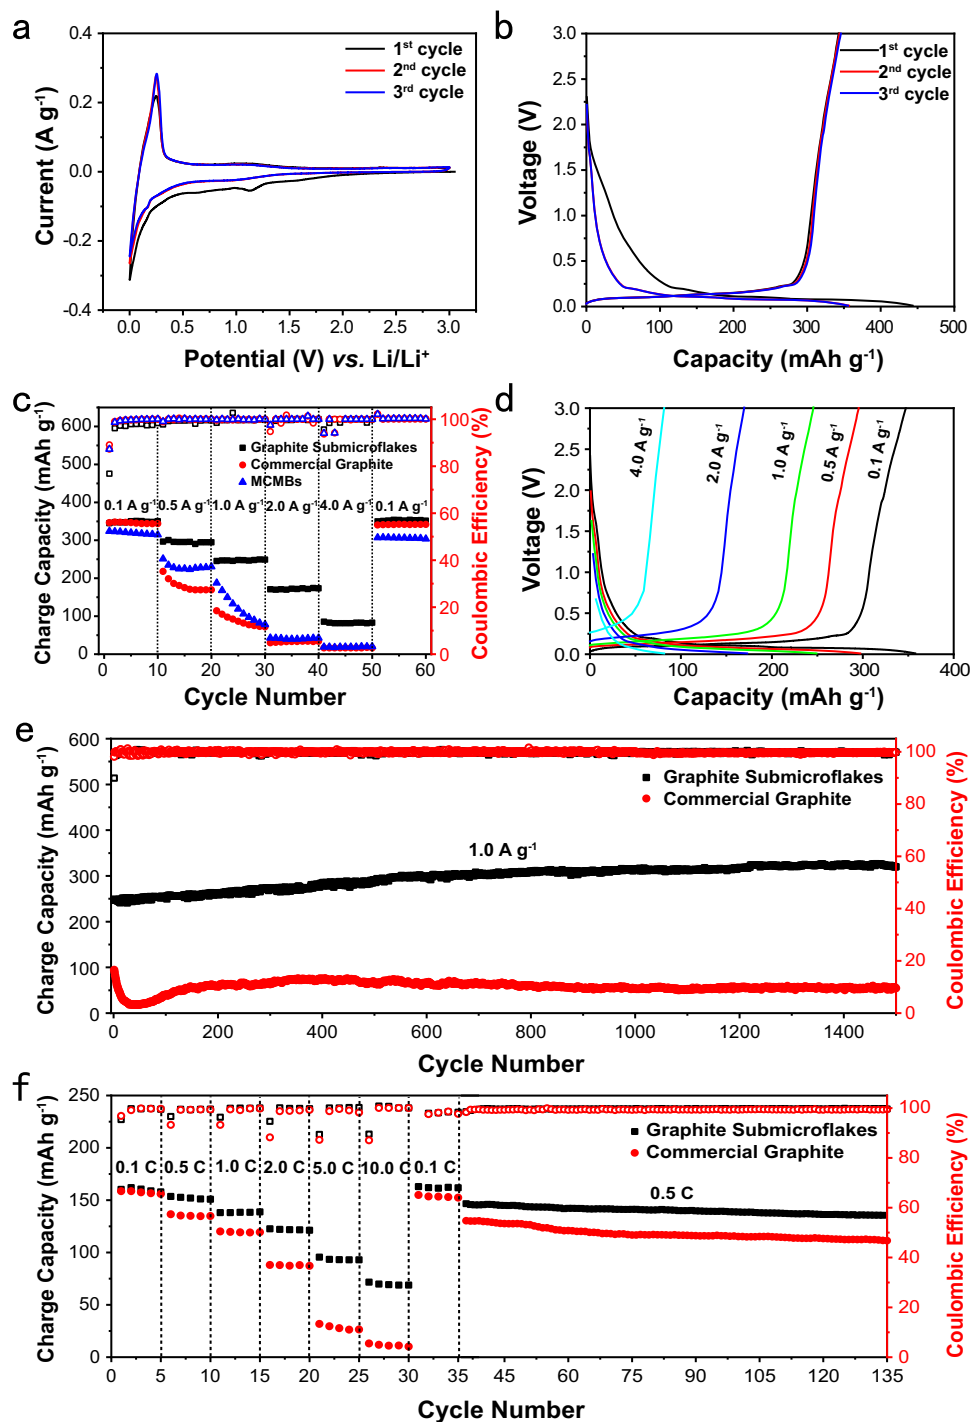 a
0.4
0.2
0.0
-0.2
-0.4
Current (A g⁻¹)
1ˢᵗ cycle
2ⁿᵈ cycle
3ʳᵈ cycle
0.0 0.5 1.0 1.5 2.0 2.5 3.0
Potential (V) vs. Li/Li⁺
b
3.0
2.5
2.0
1.5
1.0
0.5
0.0
Voltage (V)
1ˢᵗ cycle
2ⁿᵈ cycle
3ʳᵈ cycle
0 100 200 300 400 500
Capacity (mAh g⁻¹)
c
600
550
400
350
300
250
200
100
50
0
Charge Capacity (mAh g⁻¹)
Graphite Submicroflakes
Commercial Graphite
MCMBs
0.1 A g⁻¹ 0.5 A g⁻¹ 1.0 A g⁻¹ 2.0 A g⁻¹ 4.0 A g⁻¹ 0.1 A g⁻¹
100
80
60
40
20
0
Coulombic Efficiency (%)
0 10 20 30 40 50 60
Cycle Number
d
3.0
2.5
2.0
1.5
1.0
0.5
0.0
Voltage (V)
4.0 A g⁻¹
2.0 A g⁻¹
1.0 A g⁻¹
0.5 A g⁻¹
0.1 A g⁻¹
0 100 200 300 400
Capacity (mAh g⁻¹)
e
600
500
400
300
200
100
0
Charge Capacity (mAh g⁻¹)
Graphite Submicroflakes
Commercial Graphite
1.0 A g⁻¹
100
80
60
40
20
0
Coulombic Efficiency (%)
0 200 400 600 800 1000 1200 1400
Cycle Number
f
250
200
150
100
50
0
Charge Capacity (mAh g⁻¹)
Graphite Submicroflakes
Commercial Graphite
0.1 C 0.5 C 1.0 C 2.0 C 5.0 C 10.0 C 0.1 C
0.5 C
100
80
60
40
20
0
Coulombic Efficiency (%)
0 5 10 15 20 25 30 35 45 60 75 90 105 120 135
Cycle Number